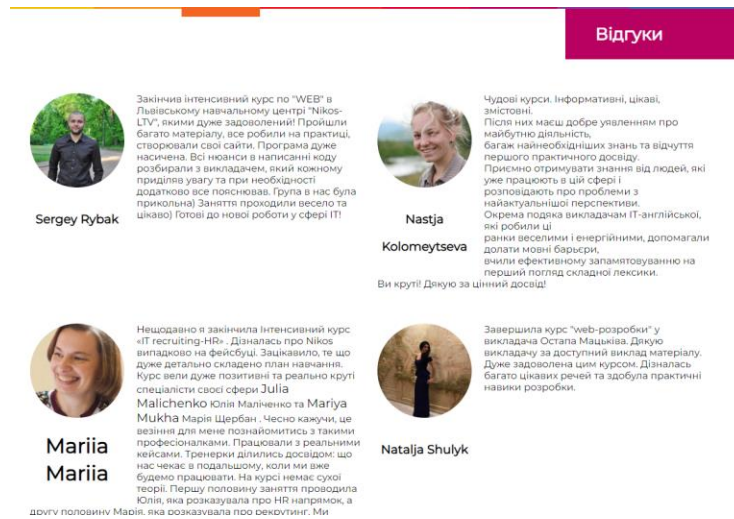 Відгуки
Закінчив інтенсивний курс по "WEB" в
Львівському навчальному центрі "Nikos-
LTV", якими дуже задоволений! Пройшли
багато матеріалу, все робили на практиці,
створювали свої сайти. Програма дуже
насичена. Всі нюанси в написанні коду
розбирали з викладачем, який кожному
приділяв увагу та при необхідності
додатково все пояснював. Група в нас була
прикольна) Заняття проходили весело та
цікаво) Готові до нової роботи у сфері ІТ!
Sergey Rybak
Чудові курси. Інформативні, цікаві,
змістовні.
Після них маєш добре уявленням про
майбутню діяльність,
багаж найнеобхідніших знань та відчуття
першого практичного досвіду.
Приємно отримувати знання від людей, які
уже працюють в цій сфері і
розповідають про проблеми з
найактуальнішої перспективи.
Окрема подяка викладачам ІТ-англійської,
які робили ці
ранки веселими і енергійними, допомагали
долати мовні барьєри,
вчили ефективному запамятовуванню на
перший погляд складної лексики.
Ви круті! Дякую за цінний досвід!
Nastja
Kolomeytseva
Нещодавно я закінчила Інтенсивний курс
«IT recruiting-HR» . Дізналась про Nikos
випадково на фейсбуці. Зацікавило, те що
дуже детально складено план навчання.
Курс вели дуже позитивні та реально круті
спеціалісти своєї сфери Julia
Malichenko Юлія Маліченко та Mariya
Mukha Марія Щербан . Чесно кажучи, це
везіння для мене познайомитись з такими
професіоналками. Працювали з реальними
кейсами. Тренерки ділились досвідом: що
нас чекає в подальшому, коли ми вже
будемо працювати. На курсі немає сухої
теорії. Першу половину заняття проводила
Юлія, яка розказувала про HR напрямок, а
другу половину Марія, яка розказувала про рекрутинг. Ми
Mariia
Mariia
Завершила курс "web-розробки" у
викладача Остапа Мацьківа. Дякую
викладачу за доступний виклад матеріалу.
Дуже задоволена цим курсом. Дізналась
багато цікавих речей та здобула практичні
навики розробки.
Natalja Shulyk